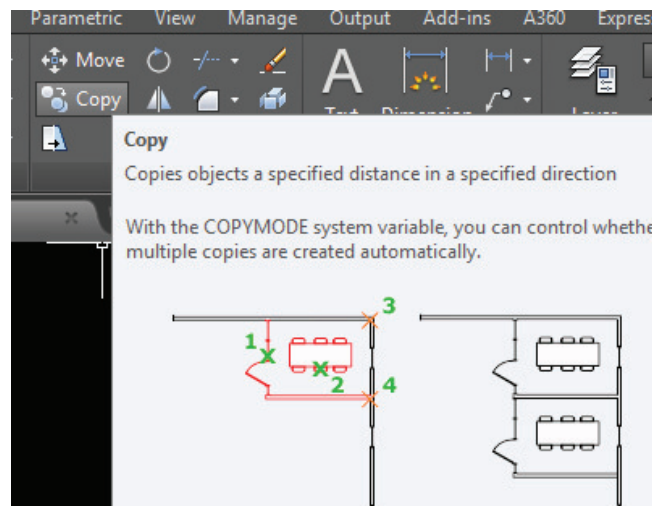 Parametric View Manage Output Add-ins A360 Expres
Move
Copy
Copy
Copies objects a specified distance in a specified direction
With the COPYMODE system variable, you can control whethe
multiple copies are created automatically.
3
1
2 4